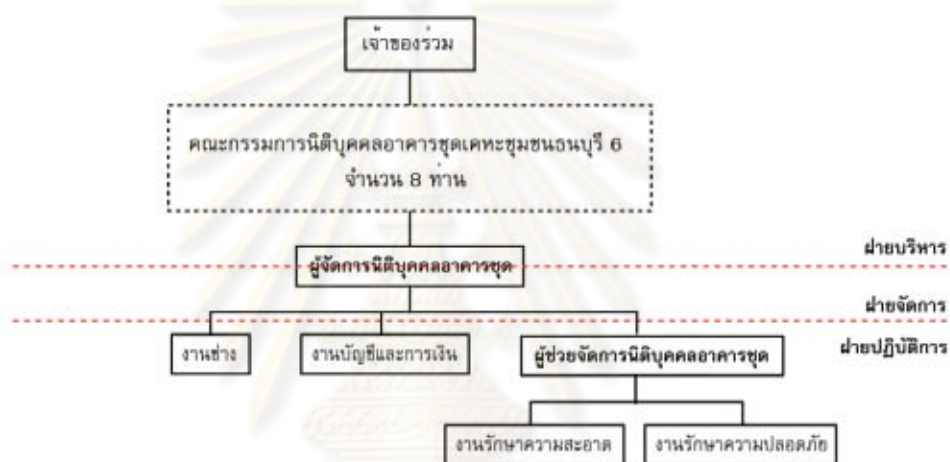 เจ้าของร่วม
คณะกรรมการนิติบุคคลอาคารชุดเคหะชุมชนธนบุรี 6
จำนวน 8 ท่าน
ฝ่ายบริหาร
ผู้จัดการนิติบุคคลอาคารชุด
ฝ่ายจัดการ
งานช่าง
งานบัญชีและการเงิน
ผู้ช่วยจัดการนิติบุคคลอาคารชุด
ฝ่ายปฏิบัติการ
งานรักษาความสะอาด
งานรักษาความปลอดภัย